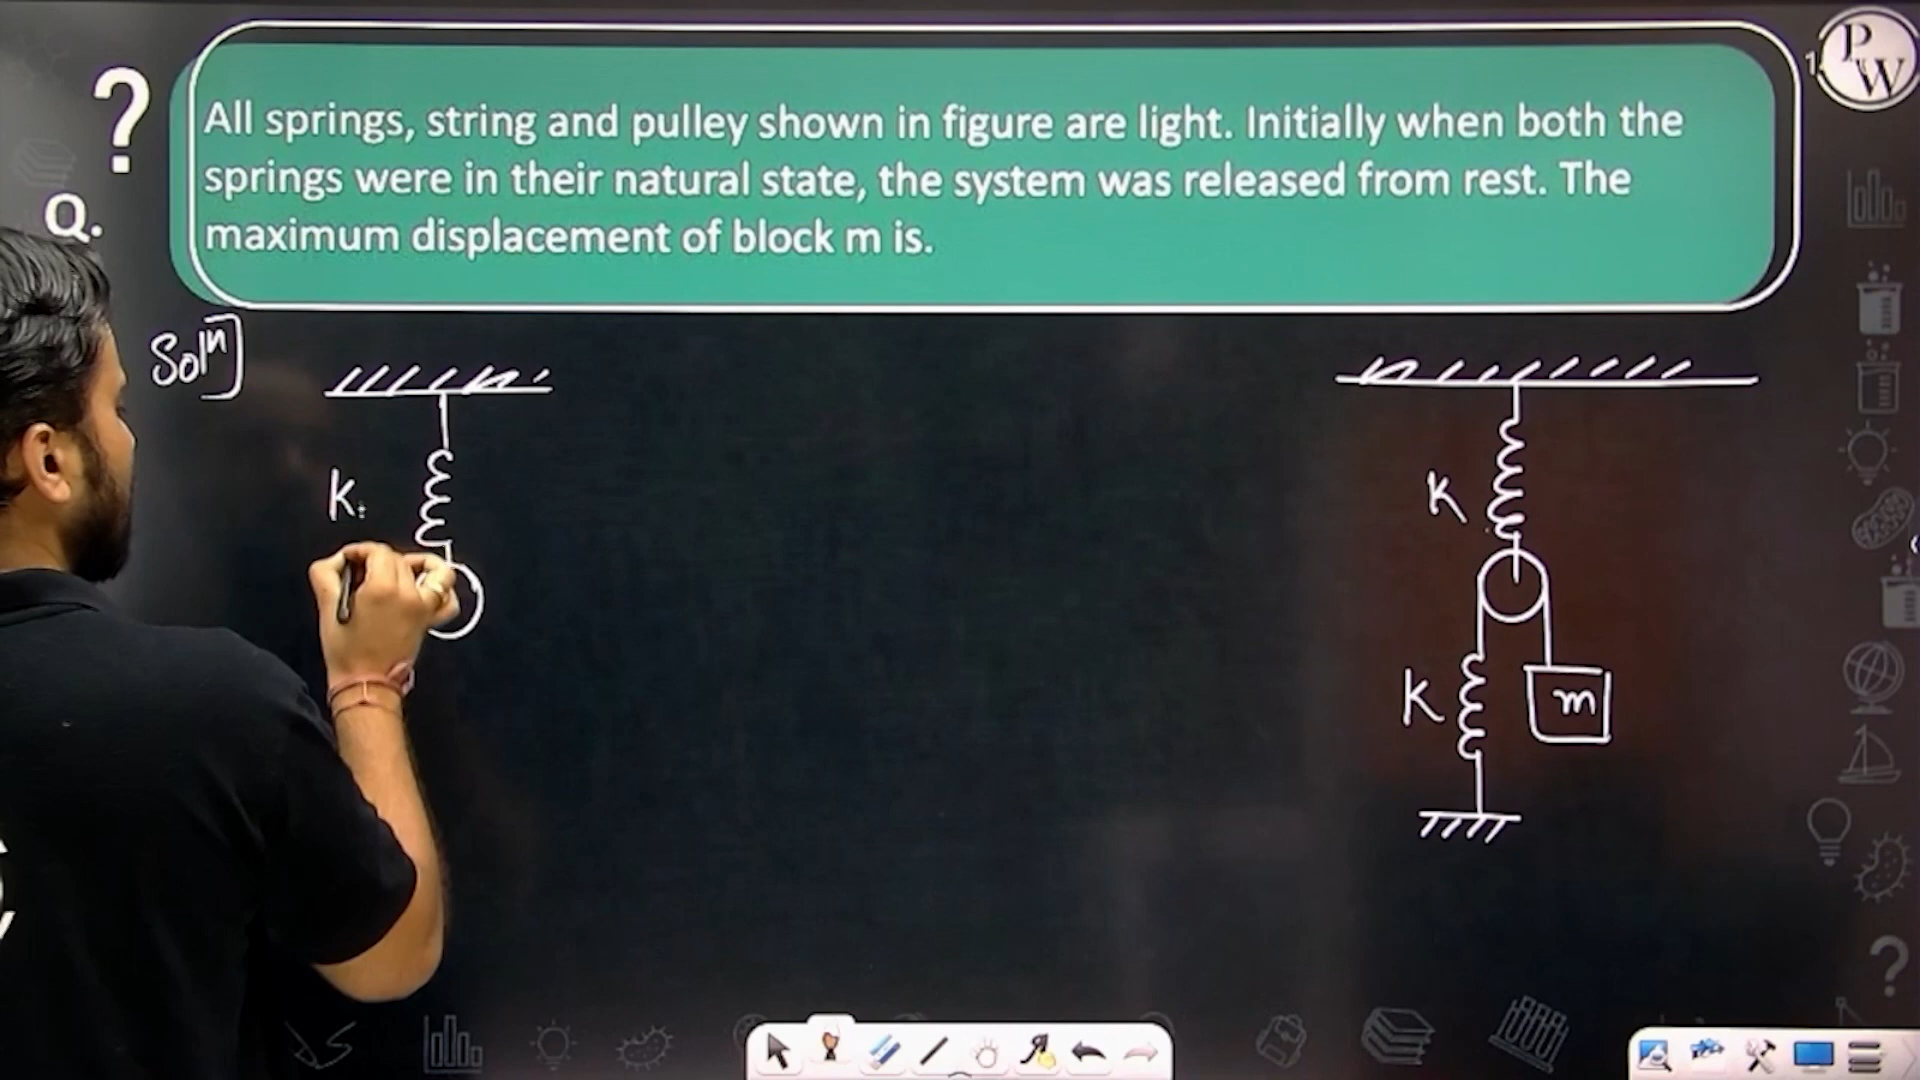 P
W
?
Q.
All springs, string and pulley shown in figure are light. Initially when both the
springs were in their natural state, the system was released from rest. The
maximum displacement of block m is.
Solⁿ]
K
K
K
m
?